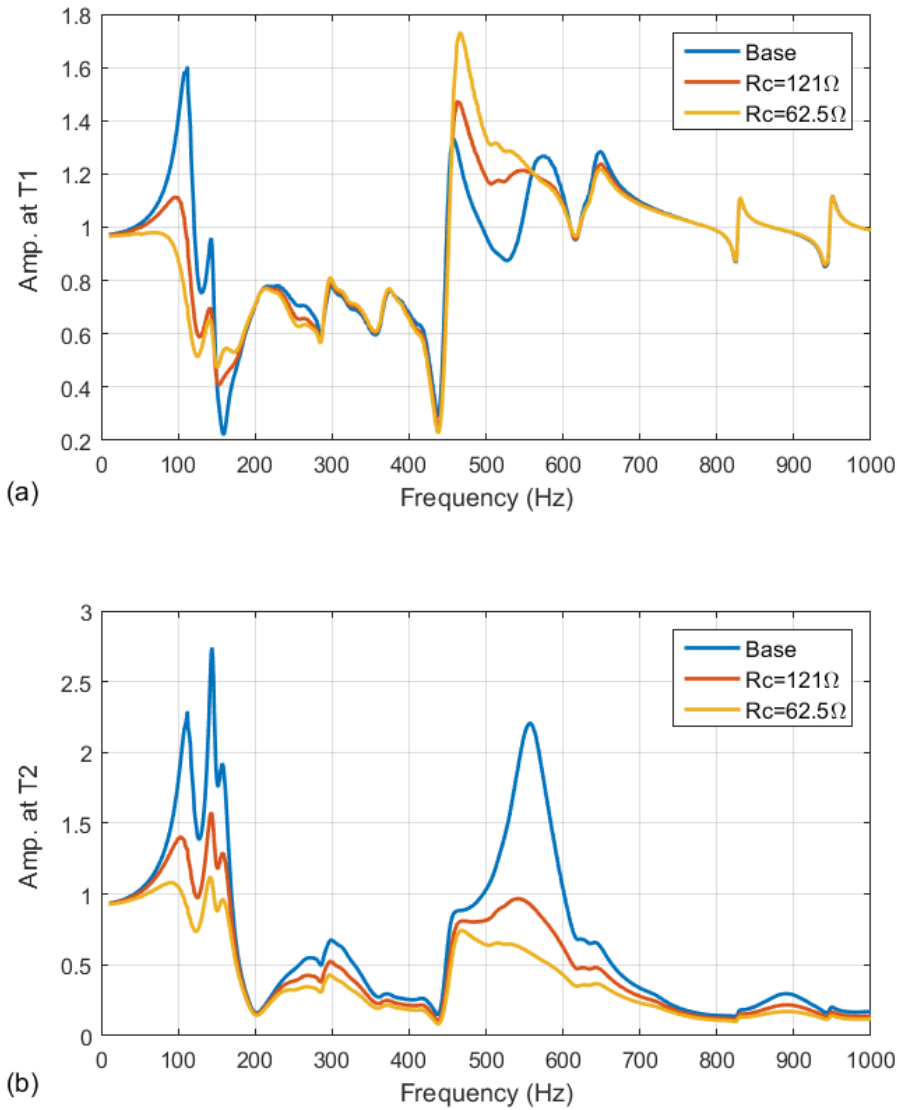 1.8
1.6
1.4
1.2
1
0.8
0.6
0.4
0.2
Amp. at T1
Base
Rc=121Ω
Rc=62.5Ω
0 100 200 300 400 500 600 700 800 900 1000
Frequency (Hz)
(a)
3
2.5
2
1.5
1
0.5
0
Amp. at T2
Base
Rc=121Ω
Rc=62.5Ω
0 100 200 300 400 500 600 700 800 900 1000
Frequency (Hz)
(b)